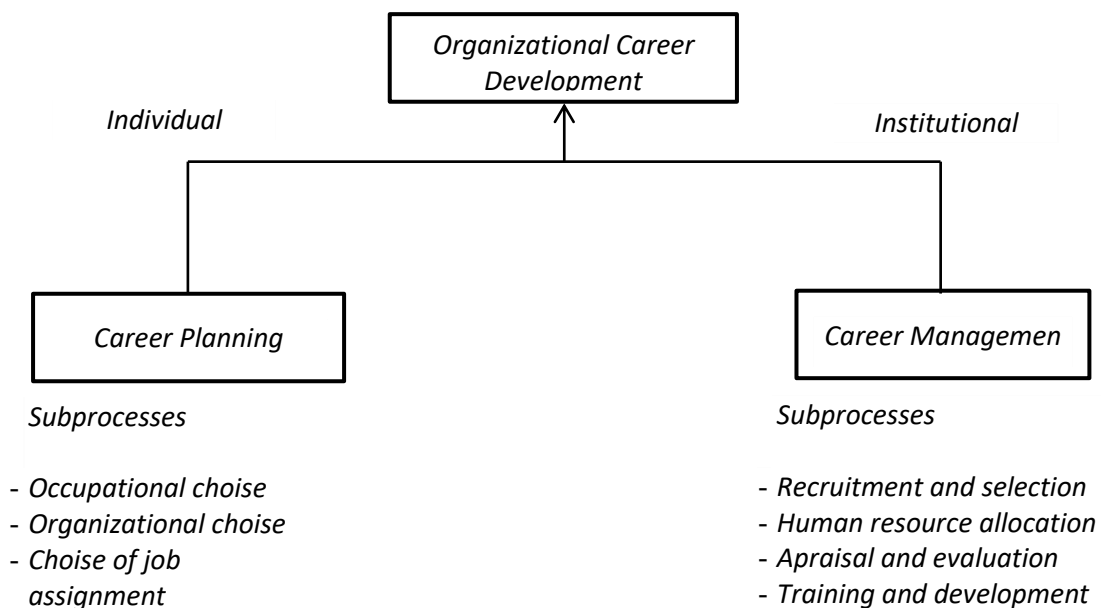 Organizational Career
Development
Individual
Institutional
Career Planning
Career Managemen
Subprocesses
- Occupational choise
- Organizational choise
- Choise of job
assignment
Subprocesses
- Recruitment and selection
- Human resource allocation
- Apraisal and evaluation
- Training and development